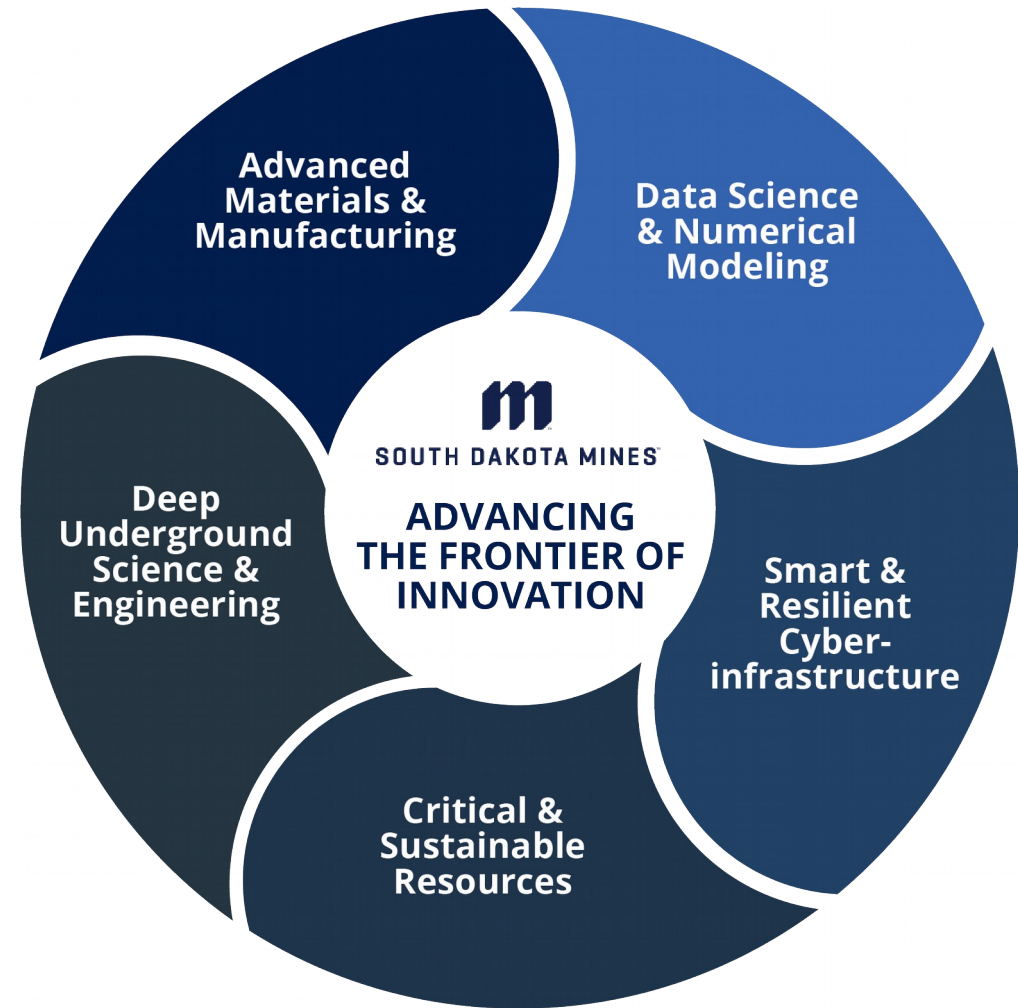 Advanced
Materials &
Manufacturing
Data Science
& Numerical
Modeling
SOUTH DAKOTA MINES
ADVANCING
THE FRONTIER OF
INNOVATION
Deep
Underground
Science &
Engineering
Smart &
Resilient
Cyber-
infrastructure
Critical &
Sustainable
Resources